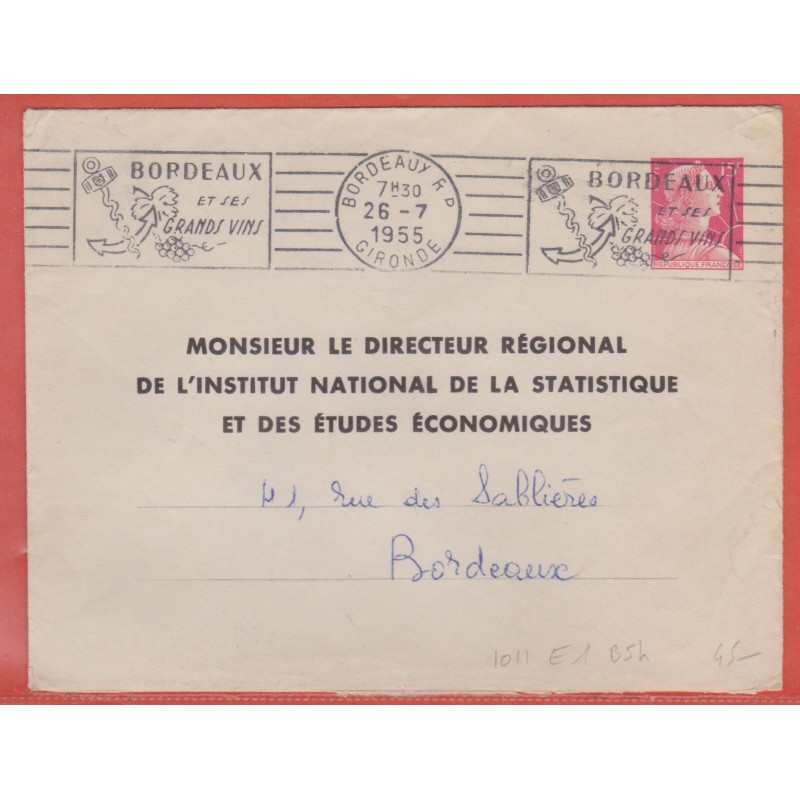 BORDEAUX
ET SES
GRANDS VINS
BORDEAUX R.P
7H30
26-7
1955
GIRONDE
BORDEAUX
ET SES
GRANDS VINS
15F
REPUBLIQUE FRANÇAISE
MONSIEUR LE DIRECTEUR RÉGIONAL
DE L'INSTITUT NATIONAL DE LA STATISTIQUE
ET DES ÉTUDES ÉCONOMIQUES
41, rue des Sablières
Bordeaux
1011 E1 B5h 45-